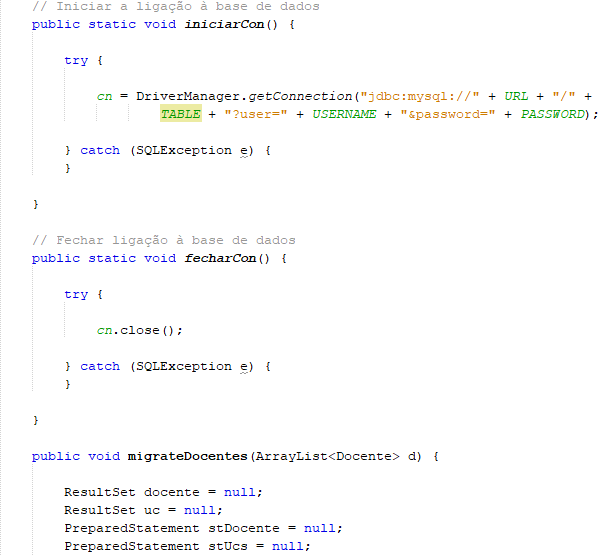 // Iniciar a ligação à base de dados
public static void iniciarCon() {
try {
cn = DriverManager.getConnection("jdbc:mysql://" + URL + "/" +
TABLE + "?user=" + USERNAME + "&password=" + PASSWORD);
} catch (SQLException e) {
}
}
// Fechar ligação à base de dados
public static void fecharCon() {
try {
cn.close();
} catch (SQLException e) {
}
}
public void migrateDocentes(ArrayList<Docente> d) {
ResultSet docente = null;
ResultSet uc = null;
PreparedStatement stDocente = null;
PreparedStatement stUcs = null;